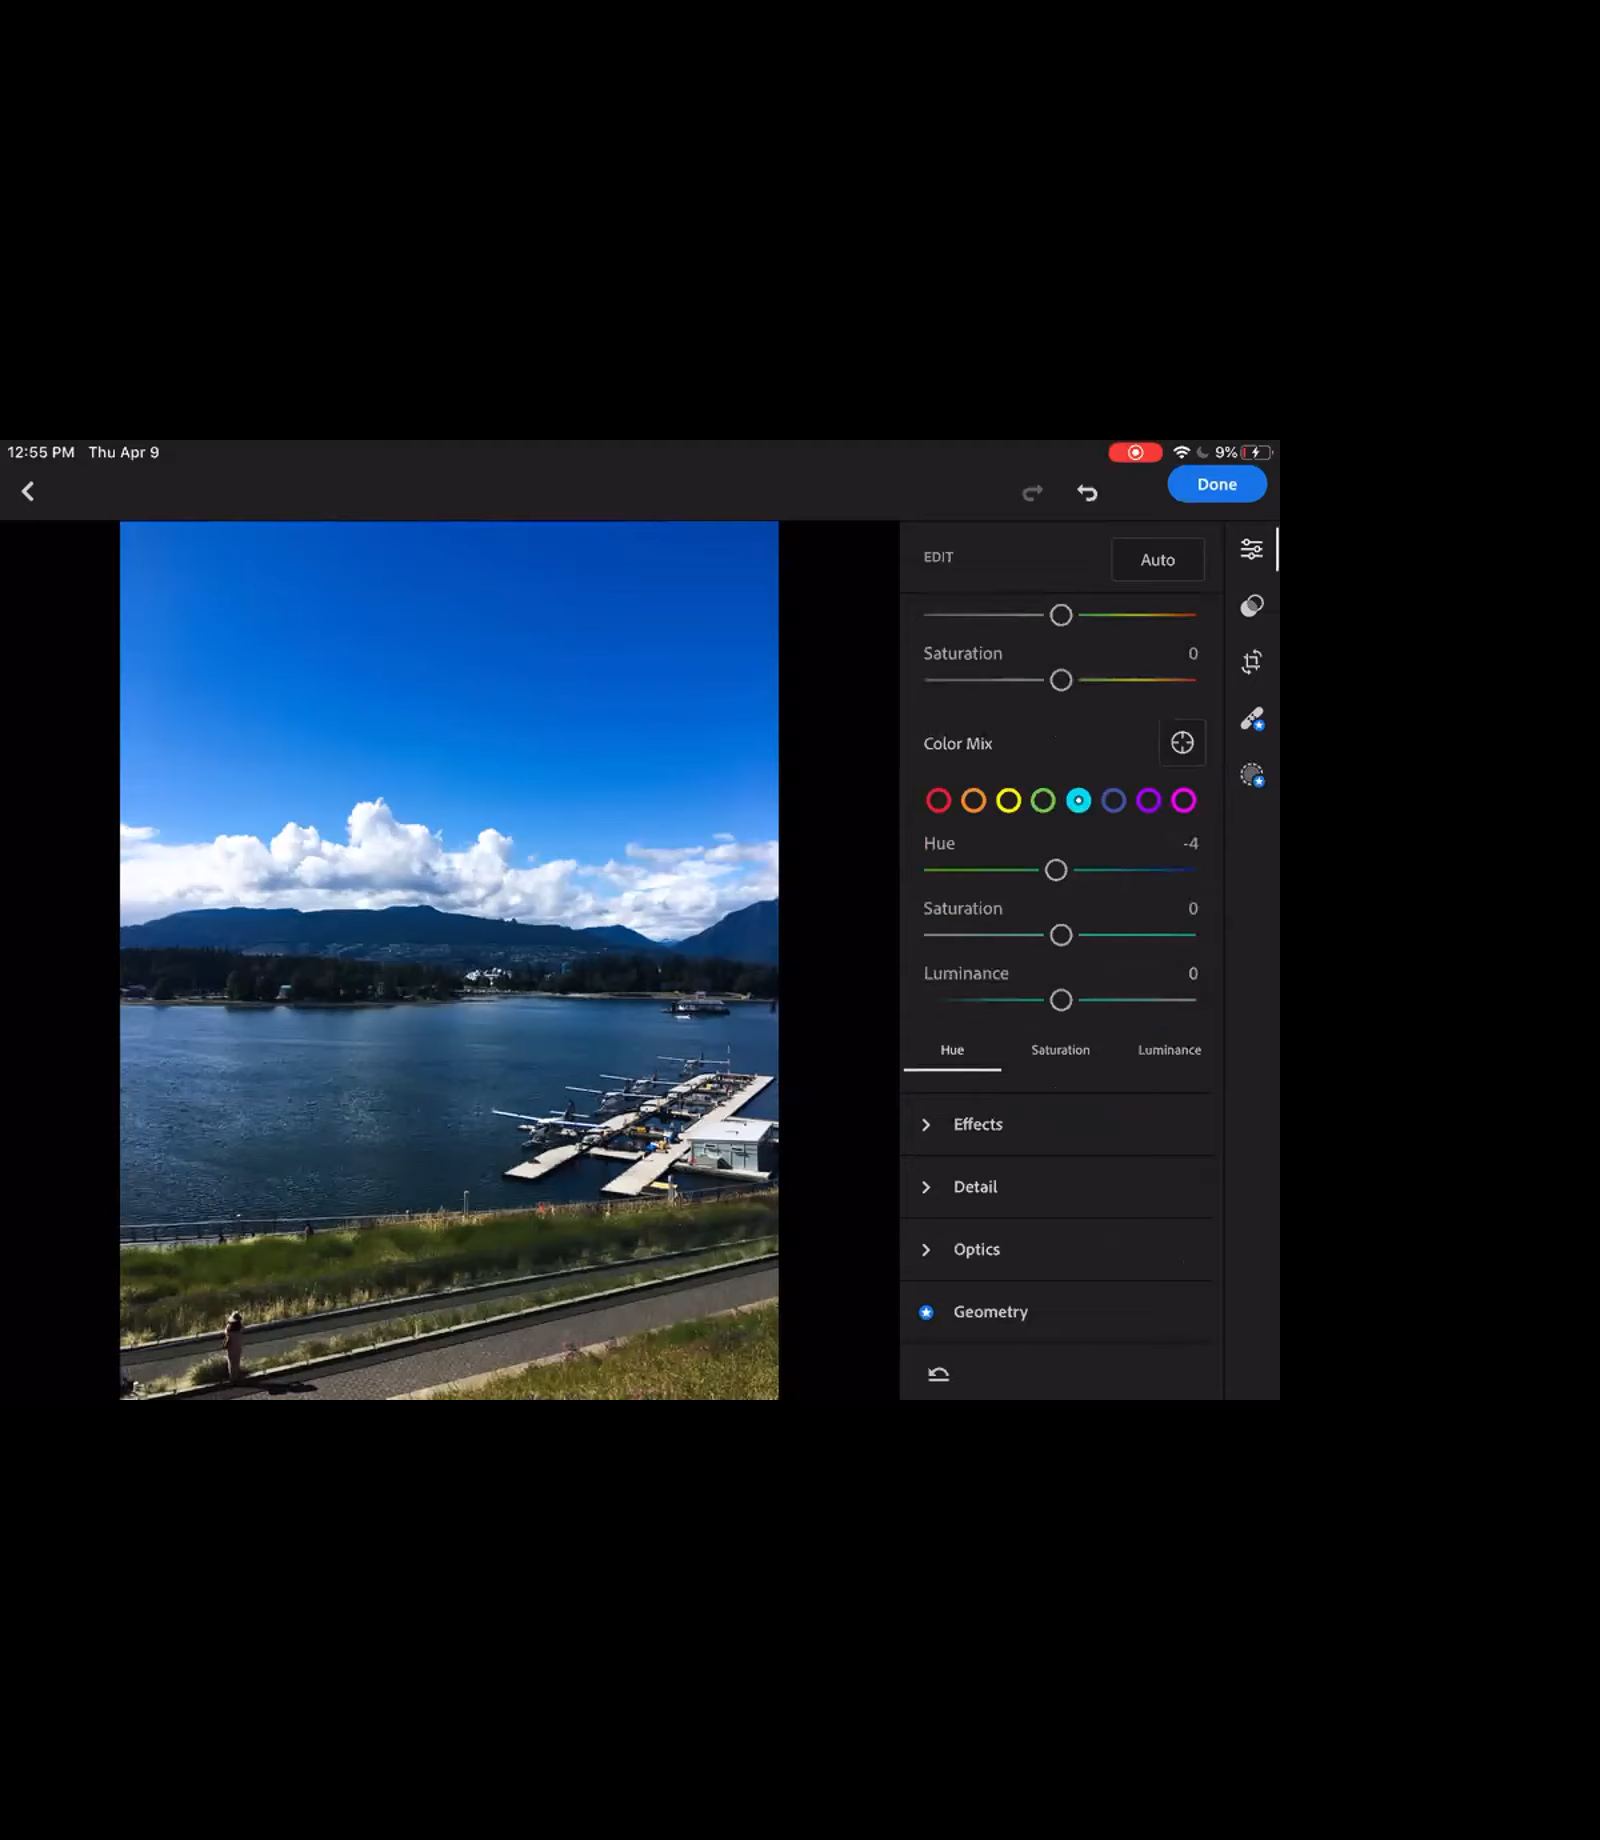 12:55 PM Thu Apr 9
9%
Done
EDIT
Auto
Saturation 0
Color Mix
Hue -4
Saturation 0
Luminance 0
Hue Saturation Luminance
Effects
Detail
Optics
Geometry